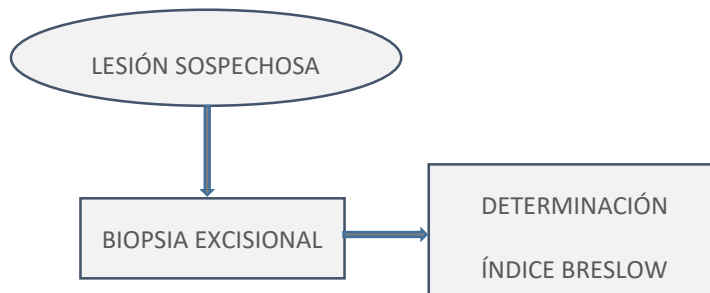 LESIÓN SOSPECHOSA
BIOPSIA EXCISIONAL
DETERMINACIÓN
ÍNDICE BRESLOW